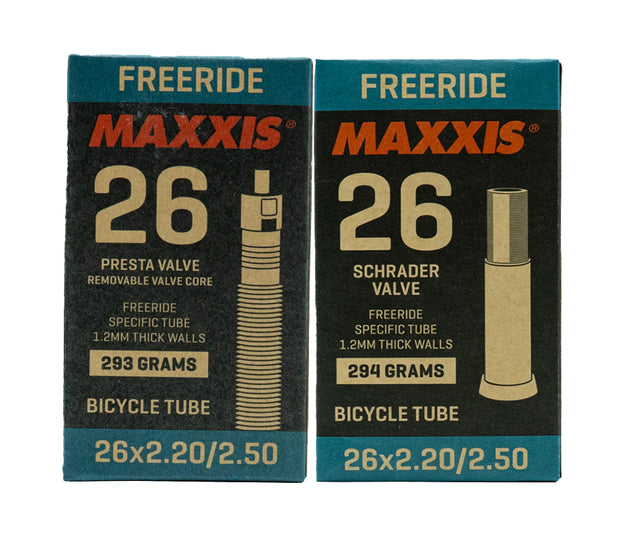 FREERIDE
MAXXIS®
26
PRESTA VALVE
REMOVABLE VALVE CORE
FREERIDE
SPECIFIC TUBE
1.2MM THICK WALLS
293 GRAMS
BICYCLE TUBE
26x2.20/2.50
FREERIDE
MAXXIS®
26
SCHRADER
VALVE
FREERIDE
SPECIFIC TUBE
1.2MM THICK WALLS
294 GRAMS
BICYCLE TUBE
26x2.20/2.50